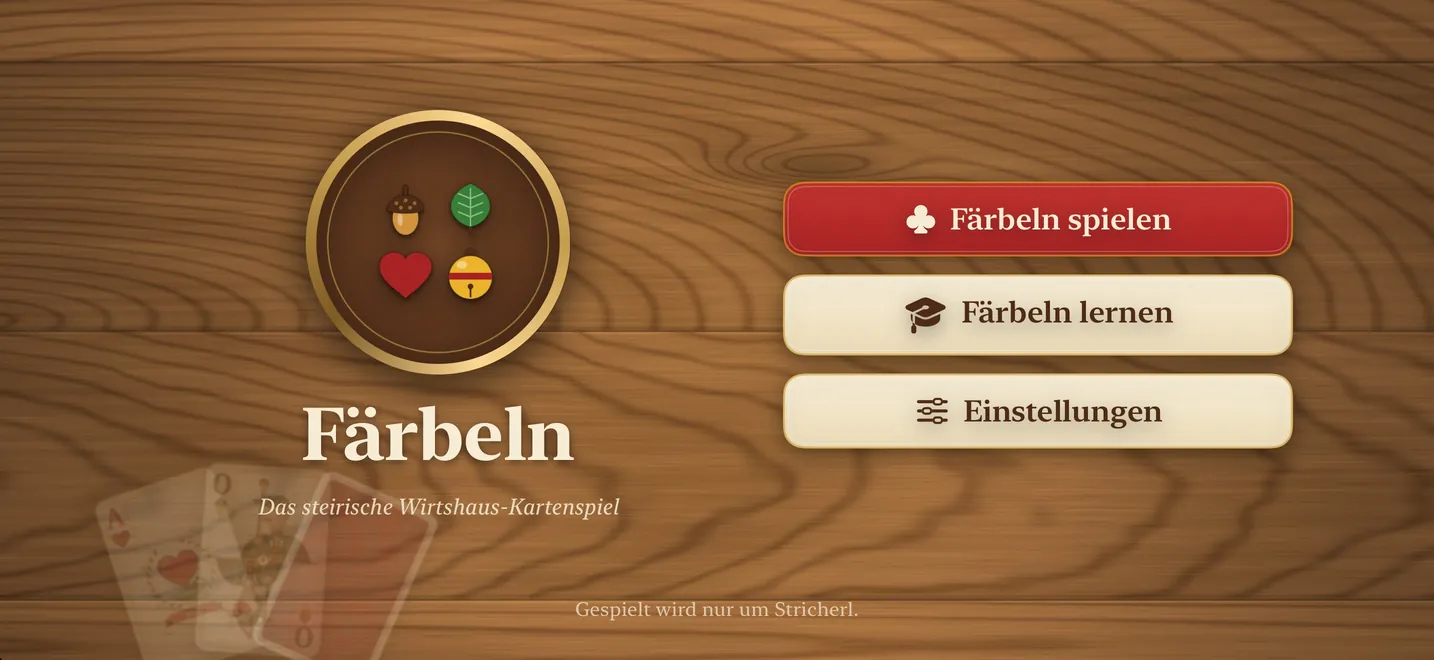 Färbeln
Das steirische Wirtshaus-Kartenspiel
Färbeln spielen
Färbeln lernen
Einstellungen
A
O
O
Gespielt wird nur um Stricherl.